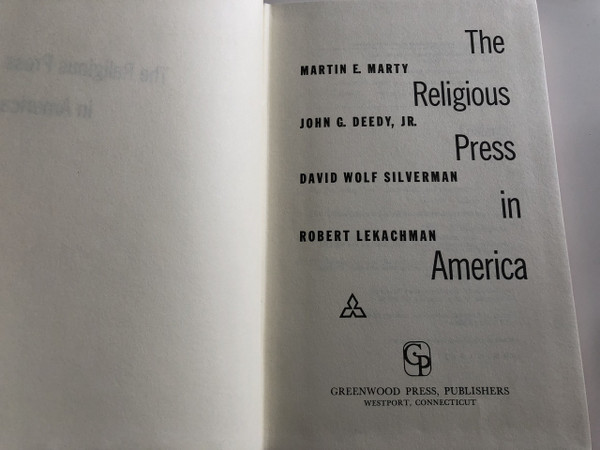 The
MARTIN E. MARTY
Religious
JOHN G. DEEDY, JR.
Press
DAVID WOLF SILVERMAN
in
ROBERT LEKACHMAN
America
GP
GREENWOOD PRESS, PUBLISHERS
WESTPORT, CONNECTICUT